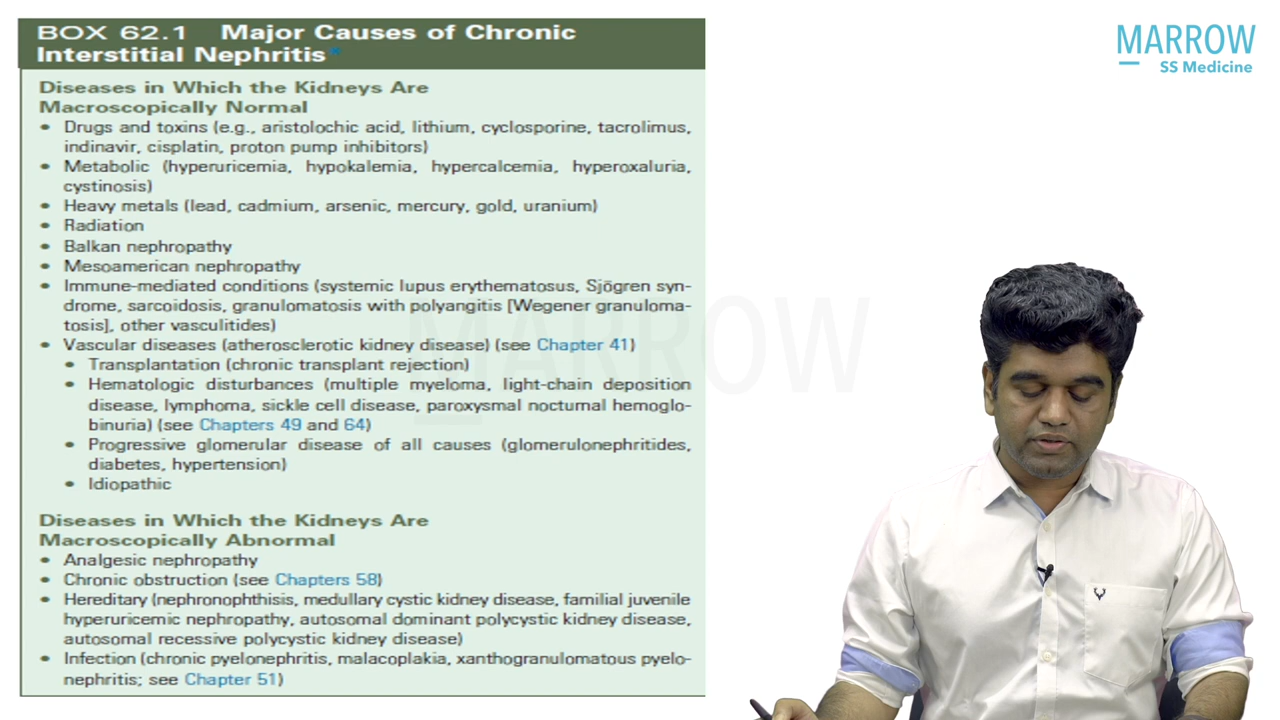 BOX 62.1 Major Causes of Chronic
Interstitial Nephritis*
Diseases in Which the Kidneys Are
Macroscopically Normal
• Drugs and toxins (e.g., aristolochic acid, lithium, cyclosporine, tacrolimus,
indinavir, cisplatin, proton pump inhibitors)
• Metabolic (hyperuricemia, hypokalemia, hypercalcemia, hyperoxaluria,
cystinosis)
• Heavy metals (lead, cadmium, arsenic, mercury, gold, uranium)
• Radiation
• Balkan nephropathy
• Mesoamerican nephropathy
• Immune-mediated conditions (systemic lupus erythematosus, Sjögren syn-
drome, sarcoidosis, granulomatosis with polyangitis [Wegener granuloma-
tosis], other vasculitides)
• Vascular diseases (atherosclerotic kidney disease) (see Chapter 41)
• Transplantation (chronic transplant rejection)
• Hematologic disturbances (multiple myeloma, light-chain deposition
disease, lymphoma, sickle cell disease, paroxysmal nocturnal hemoglo-
binuria) (see Chapters 49 and 64)
• Progressive glomerular disease of all causes (glomerulonephritides,
diabetes, hypertension)
• Idiopathic
Diseases in Which the Kidneys Are
Macroscopically Abnormal
• Analgesic nephropathy
• Chronic obstruction (see Chapters 58)
• Hereditary (nephronophthisis, medullary cystic kidney disease, familial juvenile
hyperuricemic nephropathy, autosomal dominant polycystic kidney disease,
autosomal recessive polycystic kidney disease)
• Infection (chronic pyelonephritis, malacoplakia, xanthogranulomatous pyelo-
nephritis; see Chapter 51)
MARROW
SS Medicine
MARROW